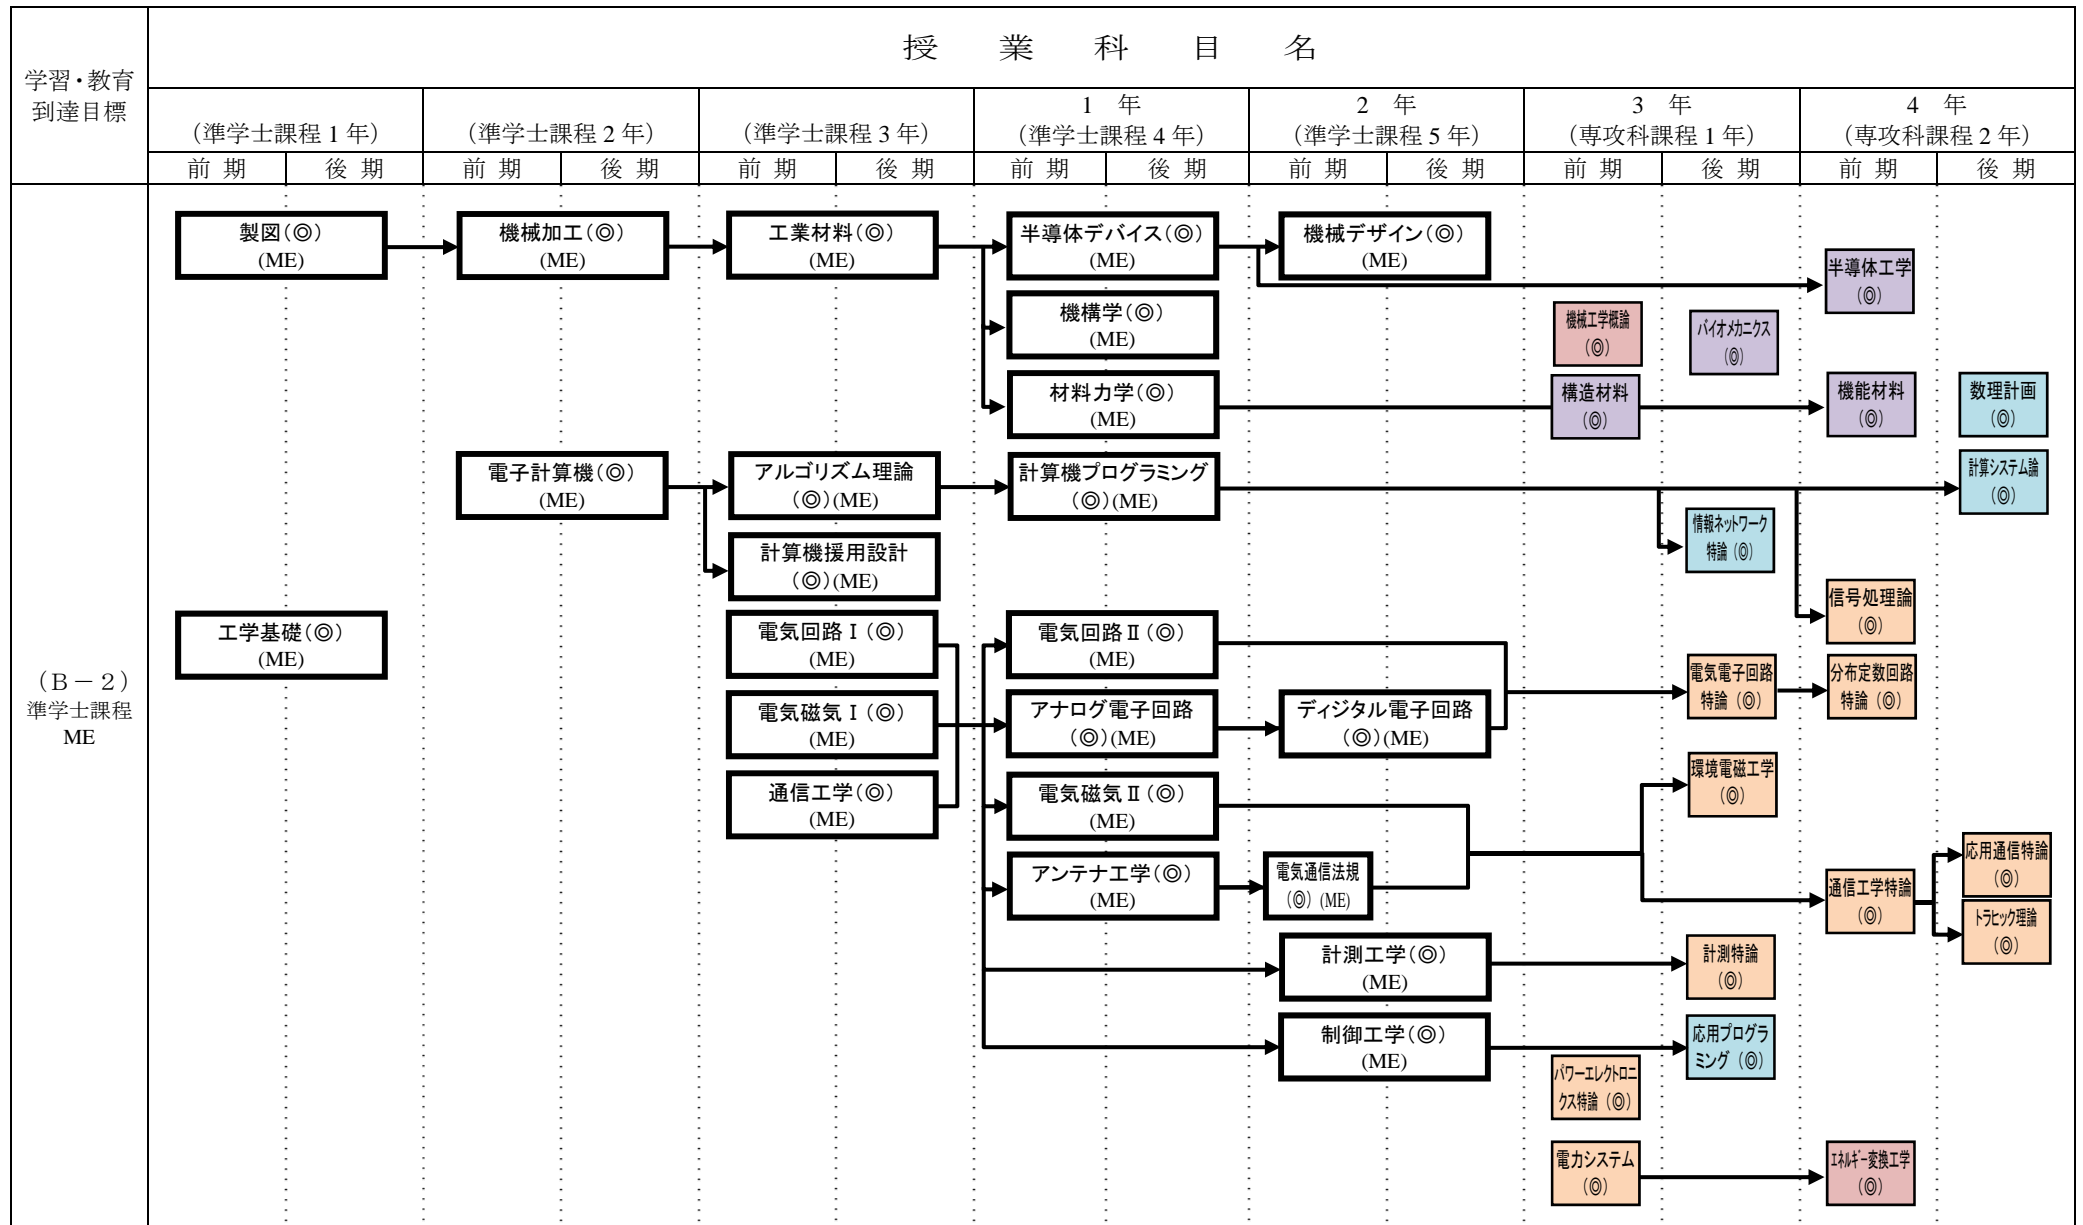 学習・教育
到達目標
授業科目名
(準学士課程 1 年)
(準学士課程 2 年)
(準学士課程 3 年)
1 年
(準学士課程 4 年)
2 年
(準学士課程 5 年)
3 年
(専攻科課程 1 年)
4 年
(専攻科課程 2 年)
前 期
後 期
前 期
後 期
前 期
後 期
前 期
後 期
前 期
後 期
前 期
後 期
前 期
後 期
(B-2)
準学士課程
ME
製図(◎)
(ME)
機械加工(◎)
(ME)
工業材料(◎)
(ME)
半導体デバイス(◎)
(ME)
機械デザイン(◎)
(ME)
半導体工学
(◎)
機構学(◎)
(ME)
機械工学概論
(◎)
バイオメカニクス
(◎)
材料力学(◎)
(ME)
構造材料
(◎)
機能材料
(◎)
数理計画
(◎)
電子計算機(◎)
(ME)
アルゴリズム理論
(◎)(ME)
計算機プログラミング
(◎)(ME)
計算システム論
(◎)
計算機援用設計
(◎)(ME)
情報ネットワーク
特論(◎)
信号処理論
(◎)
工学基礎(◎)
(ME)
電気回路Ⅰ(◎)
(ME)
電気回路Ⅱ(◎)
(ME)
電気電子回路
特論(◎)
分布定数回路
特論(◎)
電気磁気Ⅰ(◎)
(ME)
アナログ電子回路
(◎)(ME)
ディジタル電子回路
(◎)(ME)
環境電磁工学
(◎)
通信工学(◎)
(ME)
電気磁気Ⅱ(◎)
(ME)
アンテナ工学(◎)
(ME)
電気通信法規
(◎)(ME)
通信工学特論
(◎)
応用通信特論
(◎)
トラヒック理論
(◎)
計測工学(◎)
(ME)
計測特論
(◎)
制御工学(◎)
(ME)
応用プログラ
ミング(◎)
パワーエレクトロニ
クス特論(◎)
電力システム
(◎)
エネルギー変換工学
(◎)